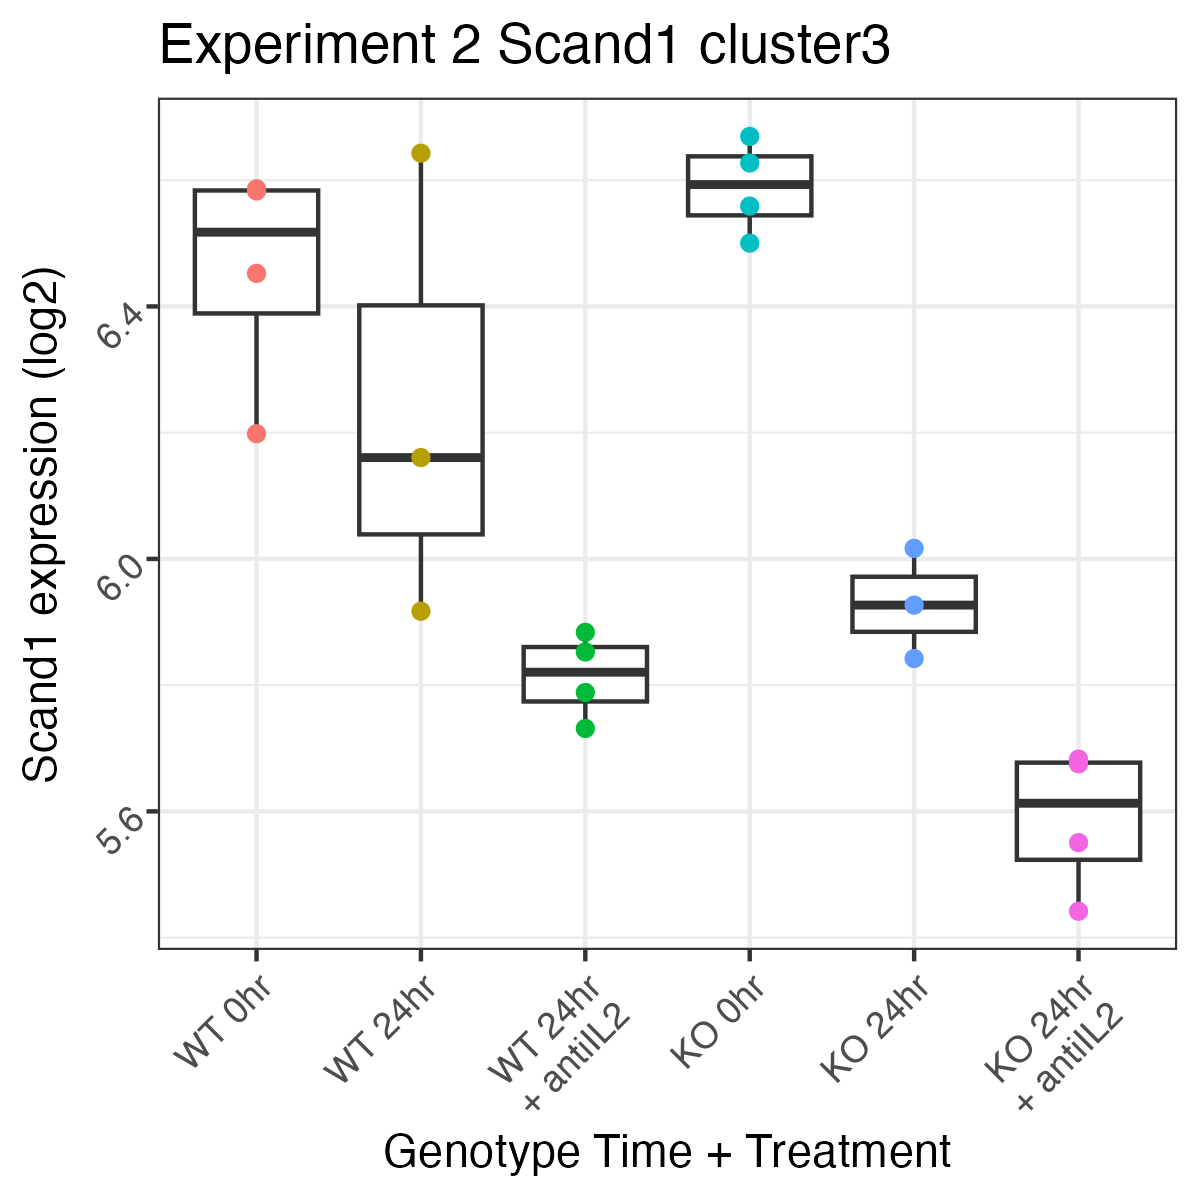 Experiment 2 Scand1 cluster3
Scand1 expression (log2)
6.4
6.0
5.6
WT 0hr
WT 24hr
WT 24hr
+ antiIL2
KO 0hr
KO 24hr
KO 24hr
+ antiIL2
Genotype Time + Treatment